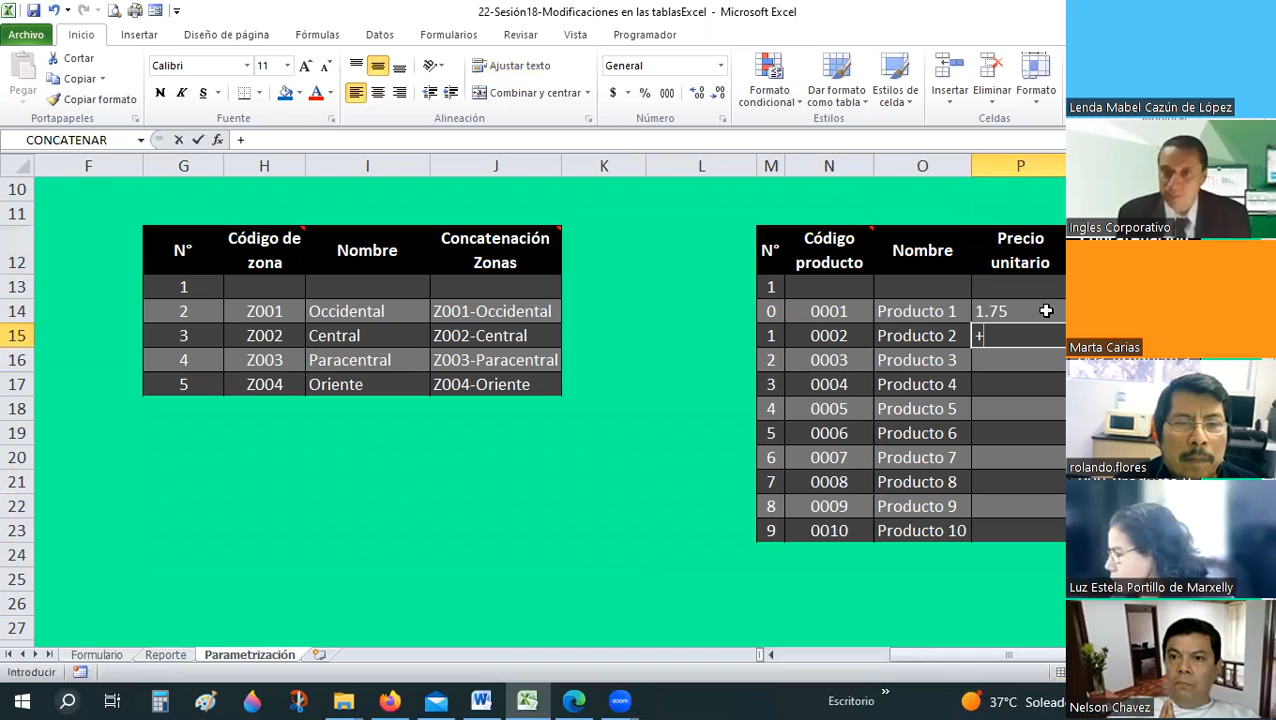 22-Sesión18-Modificaciones en las tablasExcel - Microsoft Excel
Archivo Inicio Insertar Diseño de página Fórmulas Datos Formularios Revisar Vista Programador
Pegar
Cortar
Copiar
Copiar formato
Calibri 11
N K S
Ajustar texto
Combinar y centrar
General
$ % 000
Formato condicional
Dar formato como tabla
Estilos de celda
Insertar Eliminar Formato
Portapapeles Fuente Alineación Número Estilos Celdas
CONCATENAR fx +
F G H I J K L M N O P
10
11
12 N° Código de zona Nombre Concatenación Zonas N° Código producto Nombre Precio unitario
13 1 1
14 2 Z001 Occidental Z001-Occidental 0 0001 Producto 1 1.75
15 3 Z002 Central Z002-Central 1 0002 Producto 2 +
16 4 Z003 Paracentral Z003-Paracentral 2 0003 Producto 3
17 5 Z004 Oriente Z004-Oriente 3 0004 Producto 4
18 4 0005 Producto 5
19 5 0006 Producto 6
20 6 0007 Producto 7
21 7 0008 Producto 8
22 8 0009 Producto 9
23 9 0010 Producto 10
24
25
26
27
Formulario Reporte Parametrización
Introducir
Escritorio » 37°C Solead
Lenda Mabel Cazún de López
Ingles Corporativo
Marta Carias
rolando.flores
Luz Estela Portillo de Marxelly
Nelson Chavez